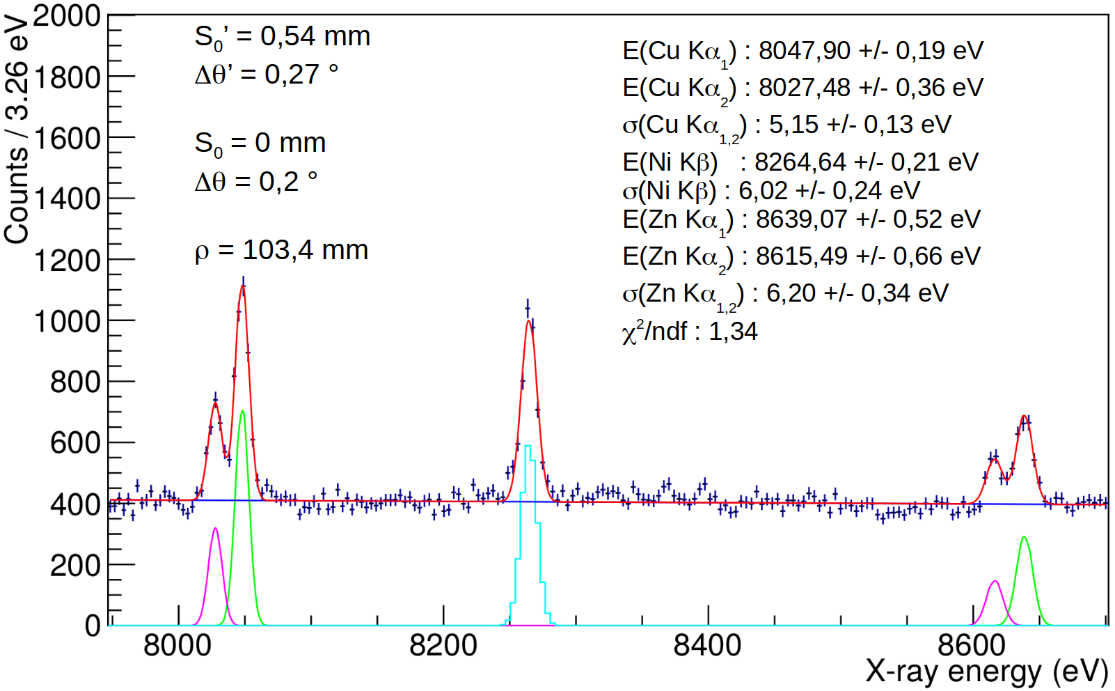 Counts / 3.26 eV
2000
1800
1600
1400
1200
1000
800
600
400
200
0
S₀’ = 0,54 mm
Δθ’ = 0,27 °
S₀ = 0 mm
Δθ = 0,2 °
ρ = 103,4 mm
E(Cu Kα₁) : 8047,90 +/- 0,19 eV
E(Cu Kα₂) : 8027,48 +/- 0,36 eV
σ(Cu Kα₁,₂) : 5,15 +/- 0,13 eV
E(Ni Kβ) : 8264,64 +/- 0,21 eV
σ(Ni Kβ) : 6,02 +/- 0,24 eV
E(Zn Kα₁) : 8639,07 +/- 0,52 eV
E(Zn Kα₂) : 8615,49 +/- 0,66 eV
σ(Zn Kα₁,₂) : 6,20 +/- 0,34 eV
χ²/ndf : 1,34
8000 8200 8400 8600
X-ray energy (eV)